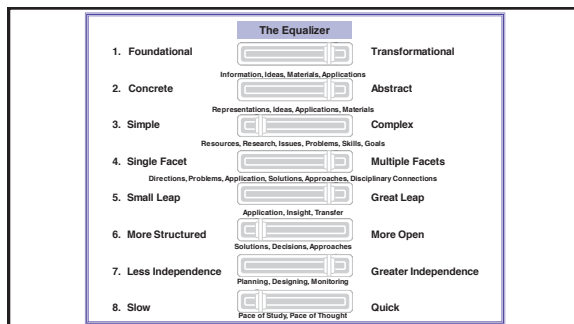 The Equalizer
1. Foundational Transformational
Information, Ideas, Materials, Applications
2. Concrete Abstract
Representations, Ideas, Applications, Materials
3. Simple Complex
Resources, Research, Issues, Problems, Skills, Goals
4. Single Facet Multiple Facets
Directions, Problems, Application, Solutions, Approaches, Disciplinary Connections
5. Small Leap Great Leap
Application, Insight, Transfer
6. More Structured More Open
Solutions, Decisions, Approaches
7. Less Independence Greater Independence
Planning, Designing, Monitoring
8. Slow Quick
Pace of Study, Pace of Thought